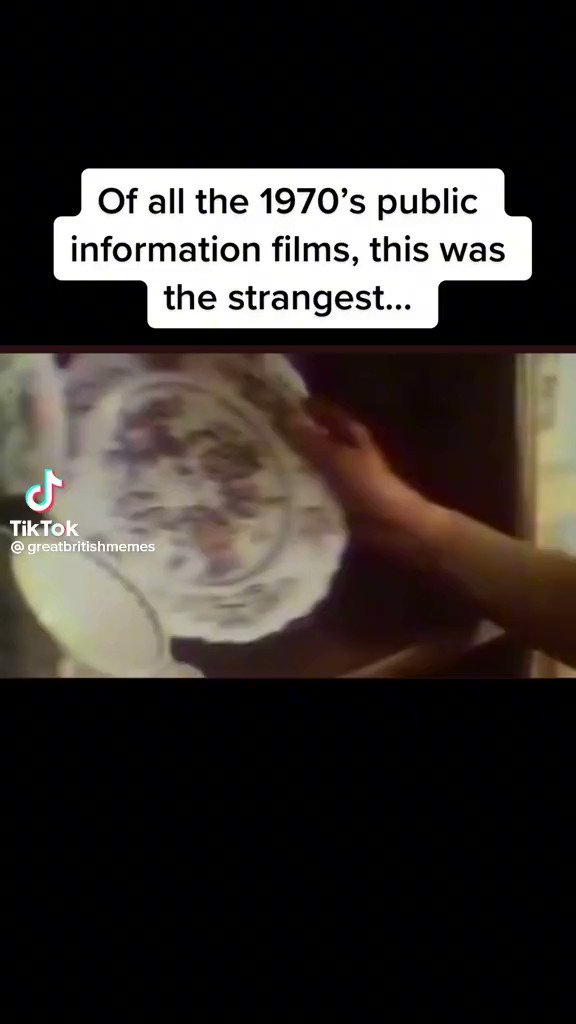 Of all the 1970’s public
information films, this was
the strangest...
TikTok
@greatbritishmemes